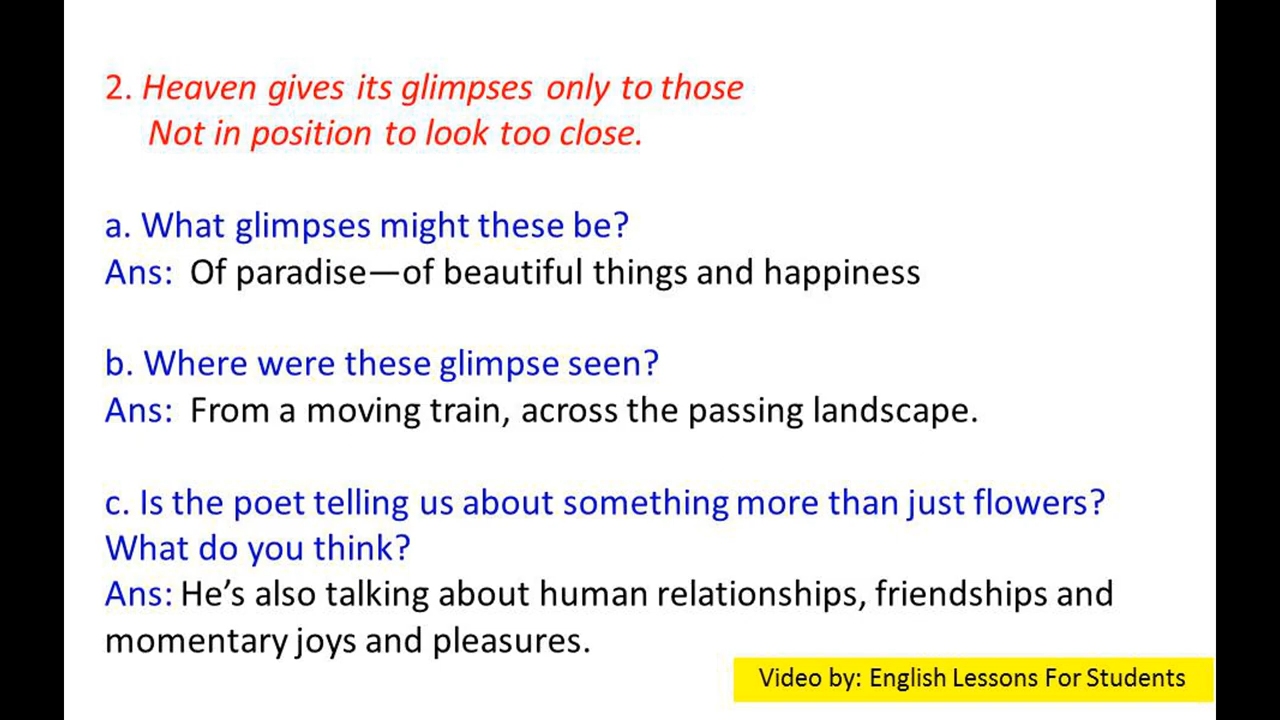 2. Heaven gives its glimpses only to those
Not in position to look too close.
a. What glimpses might these be?
Ans: Of paradise—of beautiful things and happiness
b. Where were these glimpse seen?
Ans: From a moving train, across the passing landscape.
c. Is the poet telling us about something more than just flowers?
What do you think?
Ans: He’s also talking about human relationships, friendships and
momentary joys and pleasures.
Video by: English Lessons For Students